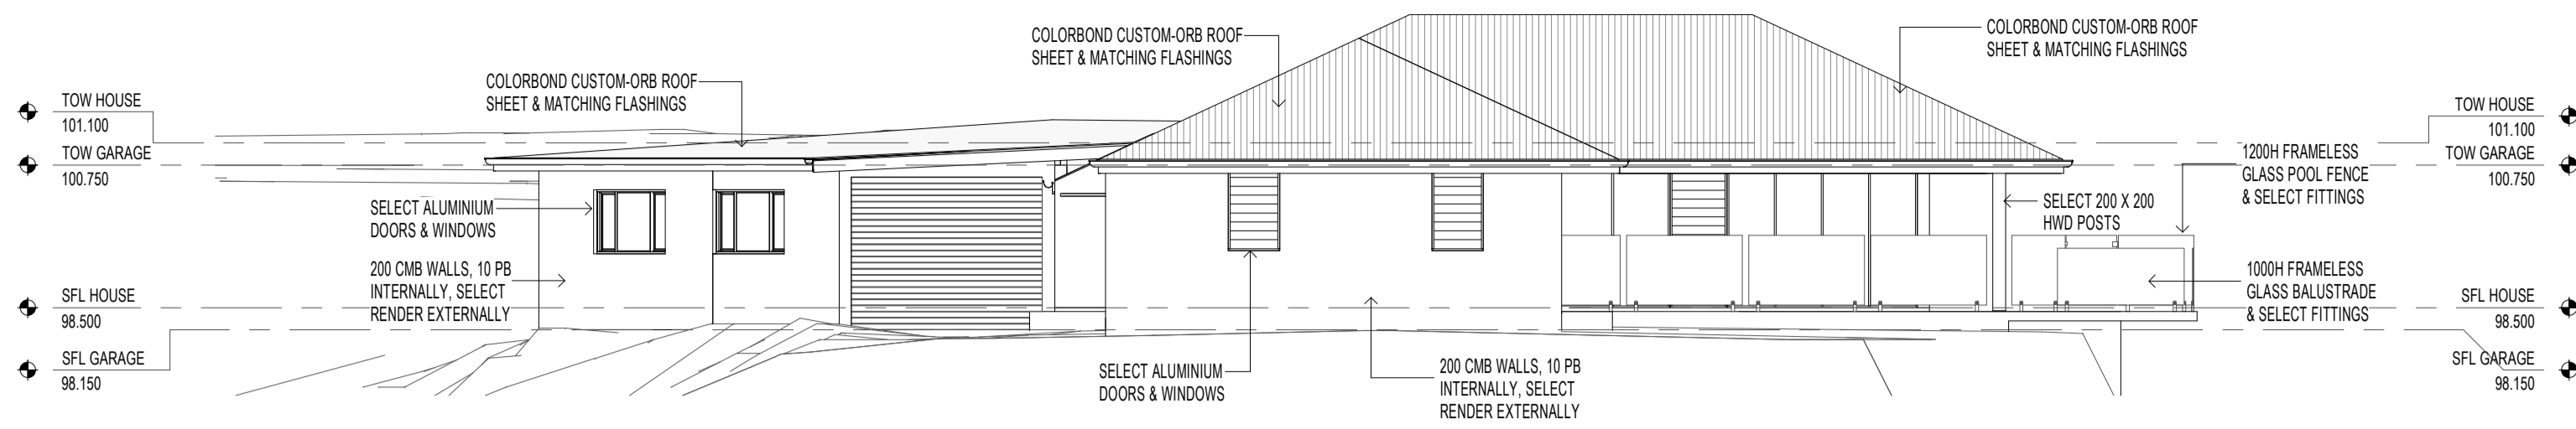 COLORBOND CUSTOM-ORB ROOF
SHEET & MATCHING FLASHINGS
COLORBOND CUSTOM-ORB ROOF
SHEET & MATCHING FLASHINGS
COLORBOND CUSTOM-ORB ROOF
SHEET & MATCHING FLASHINGS
TOW HOUSE
101.100
TOW GARAGE
100.750
SELECT ALUMINIUM
DOORS & WINDOWS
200 CMB WALLS, 10 PB
INTERNALLY, SELECT
RENDER EXTERNALLY
SFL HOUSE
98.500
SFL GARAGE
98.150
SELECT ALUMINIUM
DOORS & WINDOWS
200 CMB WALLS, 10 PB
INTERNALLY, SELECT
RENDER EXTERNALLY
SELECT 200 X 200
HWD POSTS
1200H FRAMELESS
GLASS POOL FENCE
& SELECT FITTINGS
1000H FRAMELESS
GLASS BALUSTRADE
& SELECT FITTINGS
TOW HOUSE
101.100
TOW GARAGE
100.750
SFL HOUSE
98.500
SFL GARAGE
98.150